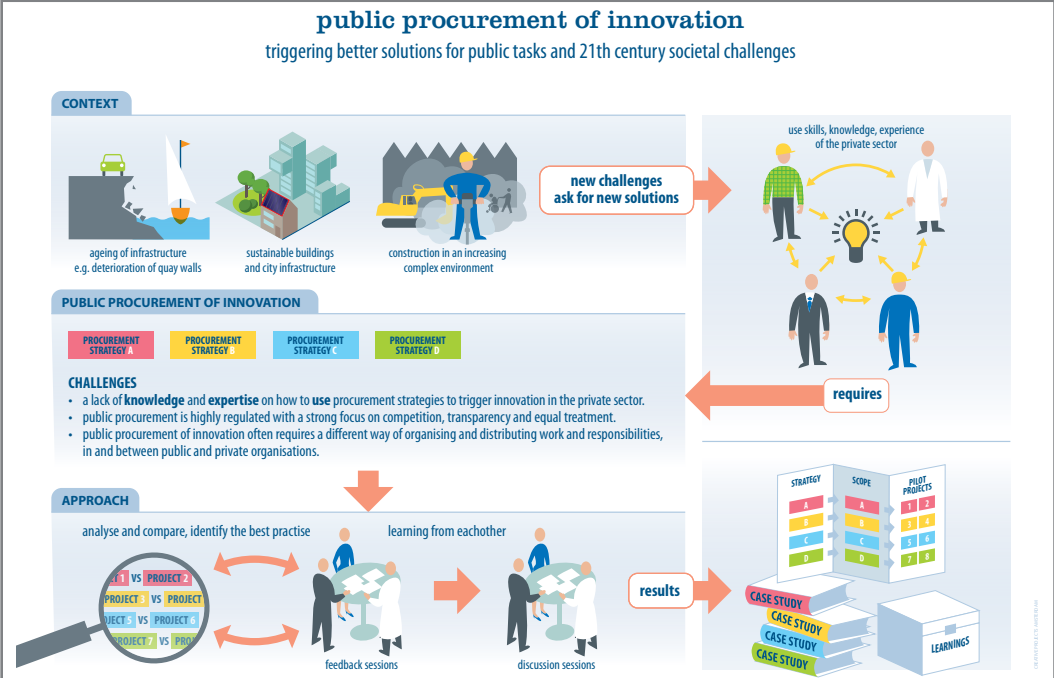 public procurement of innovation
triggering better solutions for public tasks and 21th century societal challenges
CONTEXT
ageing of infrastructure
e.g. deterioration of quay walls
sustainable buildings
and city infrastructure
construction in an increasing
complex environment
new challenges
ask for new solutions
use skills, knowledge, experience
of the private sector
PUBLIC PROCUREMENT OF INNOVATION
PROCUREMENT
STRATEGY A
PROCUREMENT
STRATEGY B
PROCUREMENT
STRATEGY C
PROCUREMENT
STRATEGY D
CHALLENGES
• a lack of knowledge and expertise on how to use procurement strategies to trigger innovation in the private sector.
• public procurement is highly regulated with a strong focus on competition, transparency and equal treatment.
• public procurement of innovation often requires a different way of organising and distributing work and responsibilities,
in and between public and private organisations.
requires
APPROACH
analyse and compare, identify the best practise
learning from eachother
T 1 VS PROJECT 2
PROJECT 3 VS PROJECT
JECT 5 VS PROJECT 6
PROJECT 7 VS PRO
feedback sessions
discussion sessions
results
STRATEGY
A
B
C
D
SCOPE
A
B
C
D
PILOT
PROJECTS
1 2
3 4
5 6
7 8
CASE STUDY
CASE STUDY
CASE STUDY
CASE STUDY
LEARNINGS